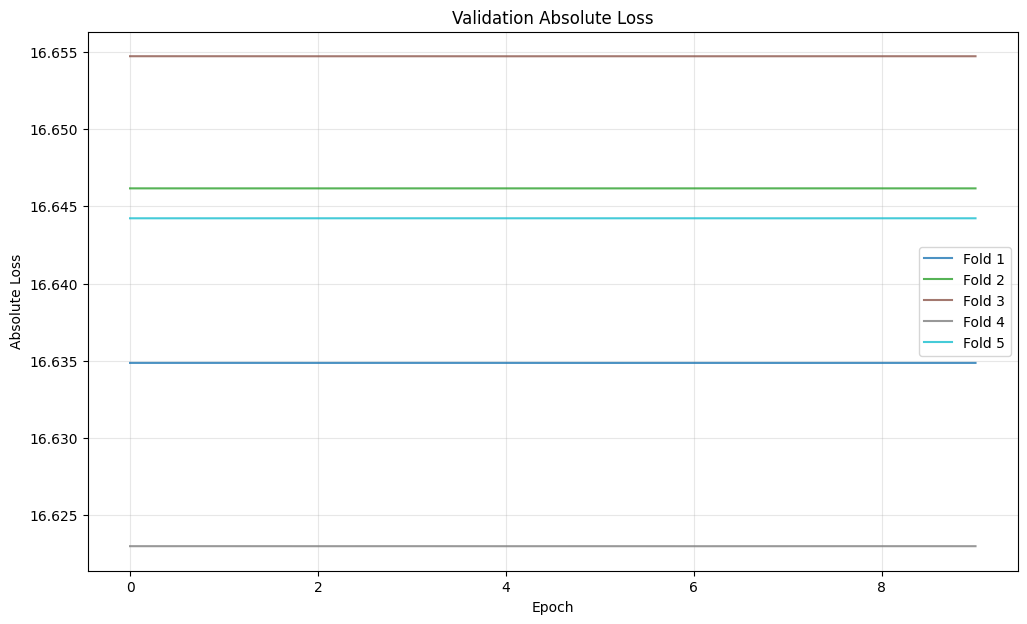 Validation Absolute Loss
Absolute Loss
16.655
16.650
16.645
16.640
16.635
16.630
16.625
Fold 1
Fold 2
Fold 3
Fold 4
Fold 5
0 2 4 6 8
Epoch